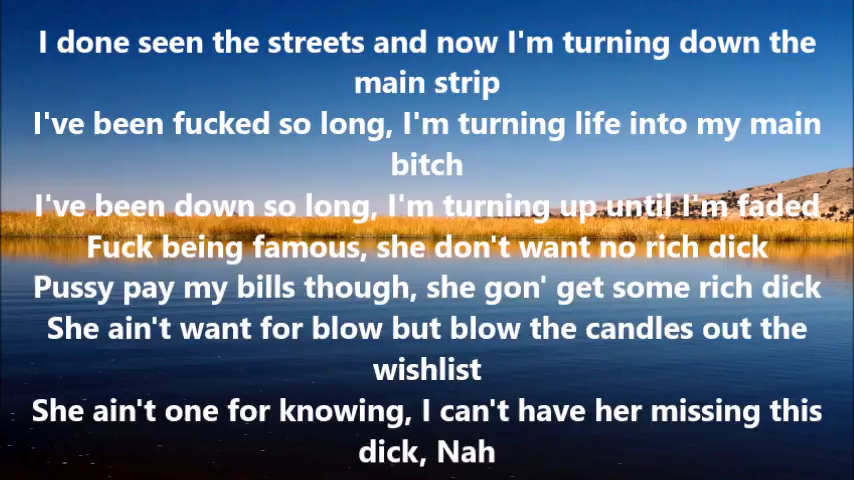 I done seen the streets and now I'm turning down the
main strip
I've been fucked so long, I'm turning life into my main
bitch
I've been down so long, I'm turning up until I'm faded
Fuck being famous, she don't want no rich dick
Pussy pay my bills though, she gon' get some rich dick
She ain't want for blow but blow the candles out the
wishlist
She ain't one for knowing, I can't have her missing this
dick, Nah